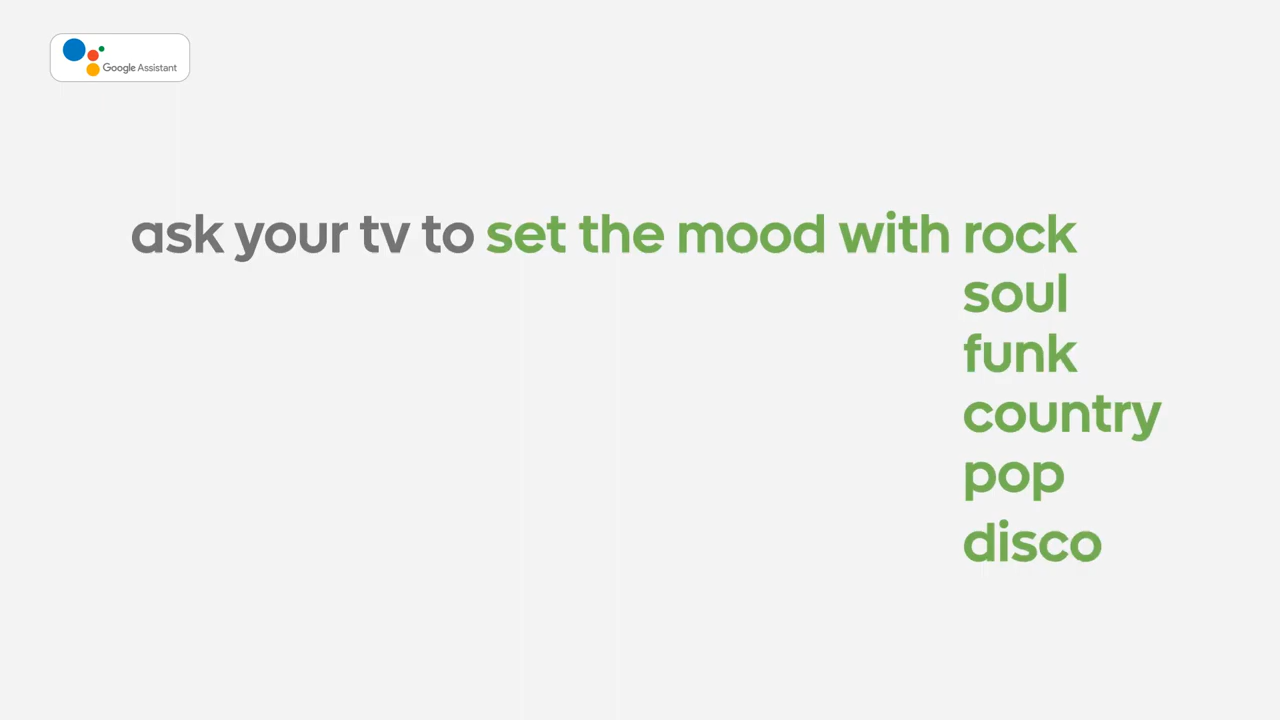 Google Assistant
ask your tv to set the mood with rock
soul
funk
country
pop
disco